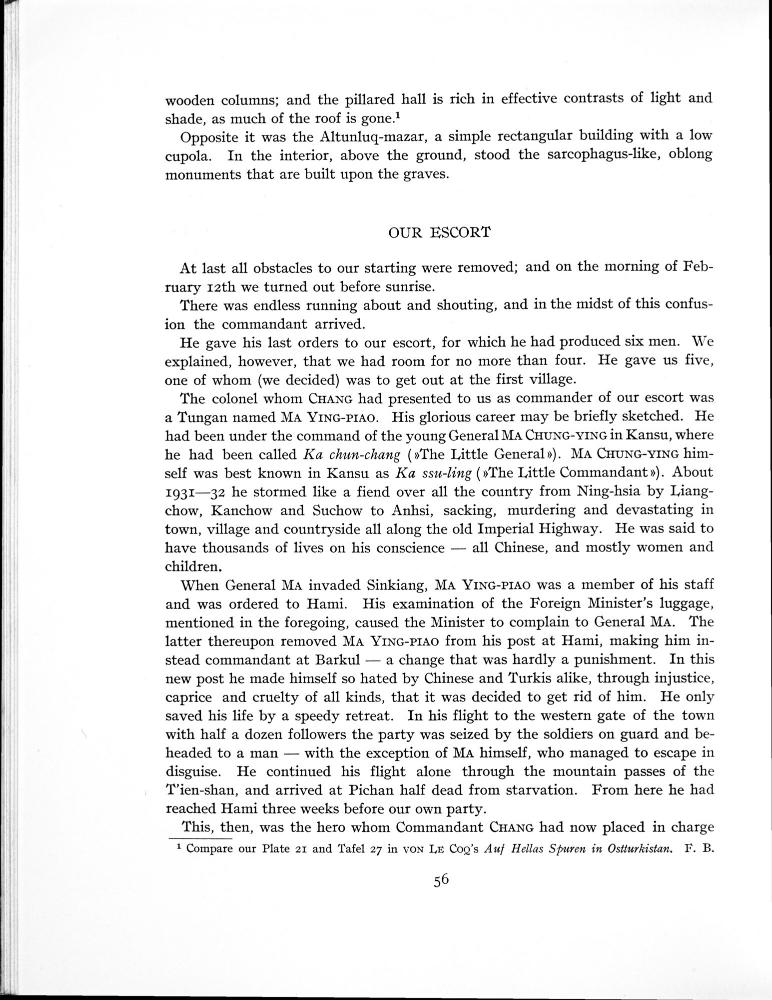 wooden columns; and the pillared hall is rich in effective contrasts of light and
shade, as much of the roof is gone.¹
Opposite it was the Altunluq-mazar, a simple rectangular building with a low
cupola. In the interior, above the ground, stood the sarcophagus-like, oblong
monuments that are built upon the graves.
OUR ESCORT
At last all obstacles to our starting were removed; and on the morning of Feb-
ruary 12th we turned out before sunrise.
There was endless running about and shouting, and in the midst of this confus-
ion the commandant arrived.
He gave his last orders to our escort, for which he had produced six men. We
explained, however, that we had room for no more than four. He gave us five,
one of whom (we decided) was to get out at the first village.
The colonel whom CHANG had presented to us as commander of our escort was
a Tungan named MA YING-PIAO. His glorious career may be briefly sketched. He
had been under the command of the young General MA CHUNG-YING in Kansu, where
he had been called Ka chun-chang (»The Little General»). MA CHUNG-YING him-
self was best known in Kansu as Ka ssu-ling (»The Little Commandant»). About
1931—32 he stormed like a fiend over all the country from Ning-hsia by Liang-
chow, Kanchow and Suchow to Anhsi, sacking, murdering and devastating in
town, village and countryside all along the old Imperial Highway. He was said to
have thousands of lives on his conscience — all Chinese, and mostly women and
children.
When General MA invaded Sinkiang, MA YING-PIAO was a member of his staff
and was ordered to Hami. His examination of the Foreign Minister's luggage,
mentioned in the foregoing, caused the Minister to complain to General MA. The
latter thereupon removed MA YING-PIAO from his post at Hami, making him in-
stead commandant at Barkul — a change that was hardly a punishment. In this
new post he made himself so hated by Chinese and Turkis alike, through injustice,
caprice and cruelty of all kinds, that it was decided to get rid of him. He only
saved his life by a speedy retreat. In his flight to the western gate of the town
with half a dozen followers the party was seized by the soldiers on guard and be-
headed to a man — with the exception of MA himself, who managed to escape in
disguise. He continued his flight alone through the mountain passes of the
T'ien-shan, and arrived at Pichan half dead from starvation. From here he had
reached Hami three weeks before our own party.
This, then, was the hero whom Commandant CHANG had now placed in charge
¹ Compare our Plate 21 and Tafel 27 in VON LE COQ's Auf Hellas Spuren in Ostturkistan. F. B.
56